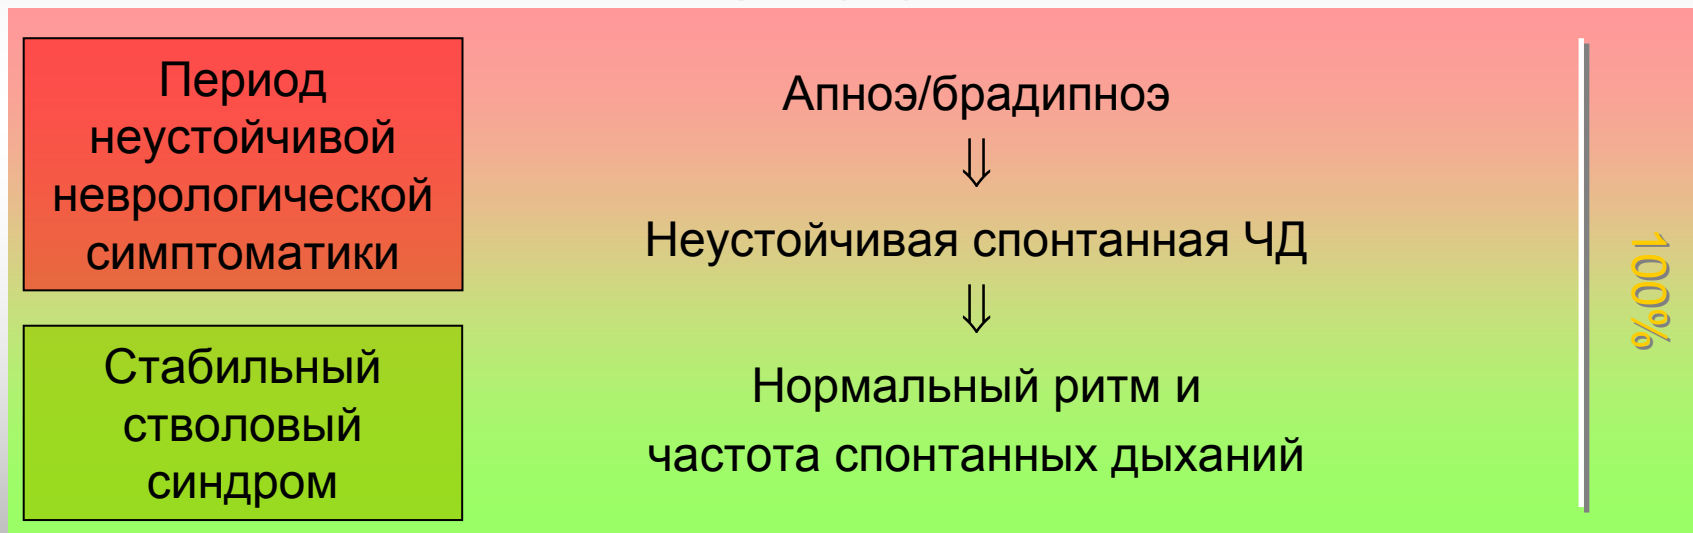 Период
неустойчивой
неврологической
симптоматики
Стабильный
стволовый
синдром
Апноэ/брадипноэ
⇓
Неустойчивая спонтанная ЧД
⇓
Нормальный ритм и
частота спонтанных дыханий
100%